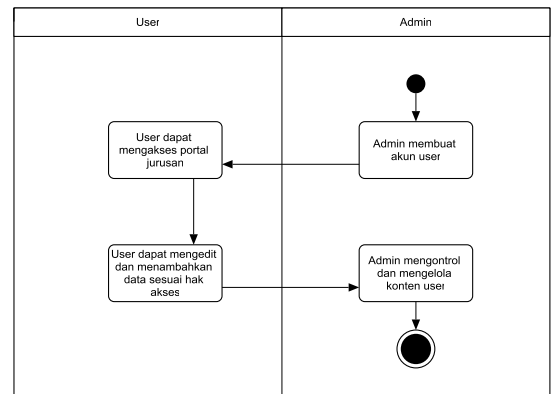 User
Admin
Admin membuat
akun user
User dapat
mengakses portal
jurusan
User dapat mengedit
dan menambahkan
data sesuai hak
akses
Admin mengontrol
dan mengelola
konten user